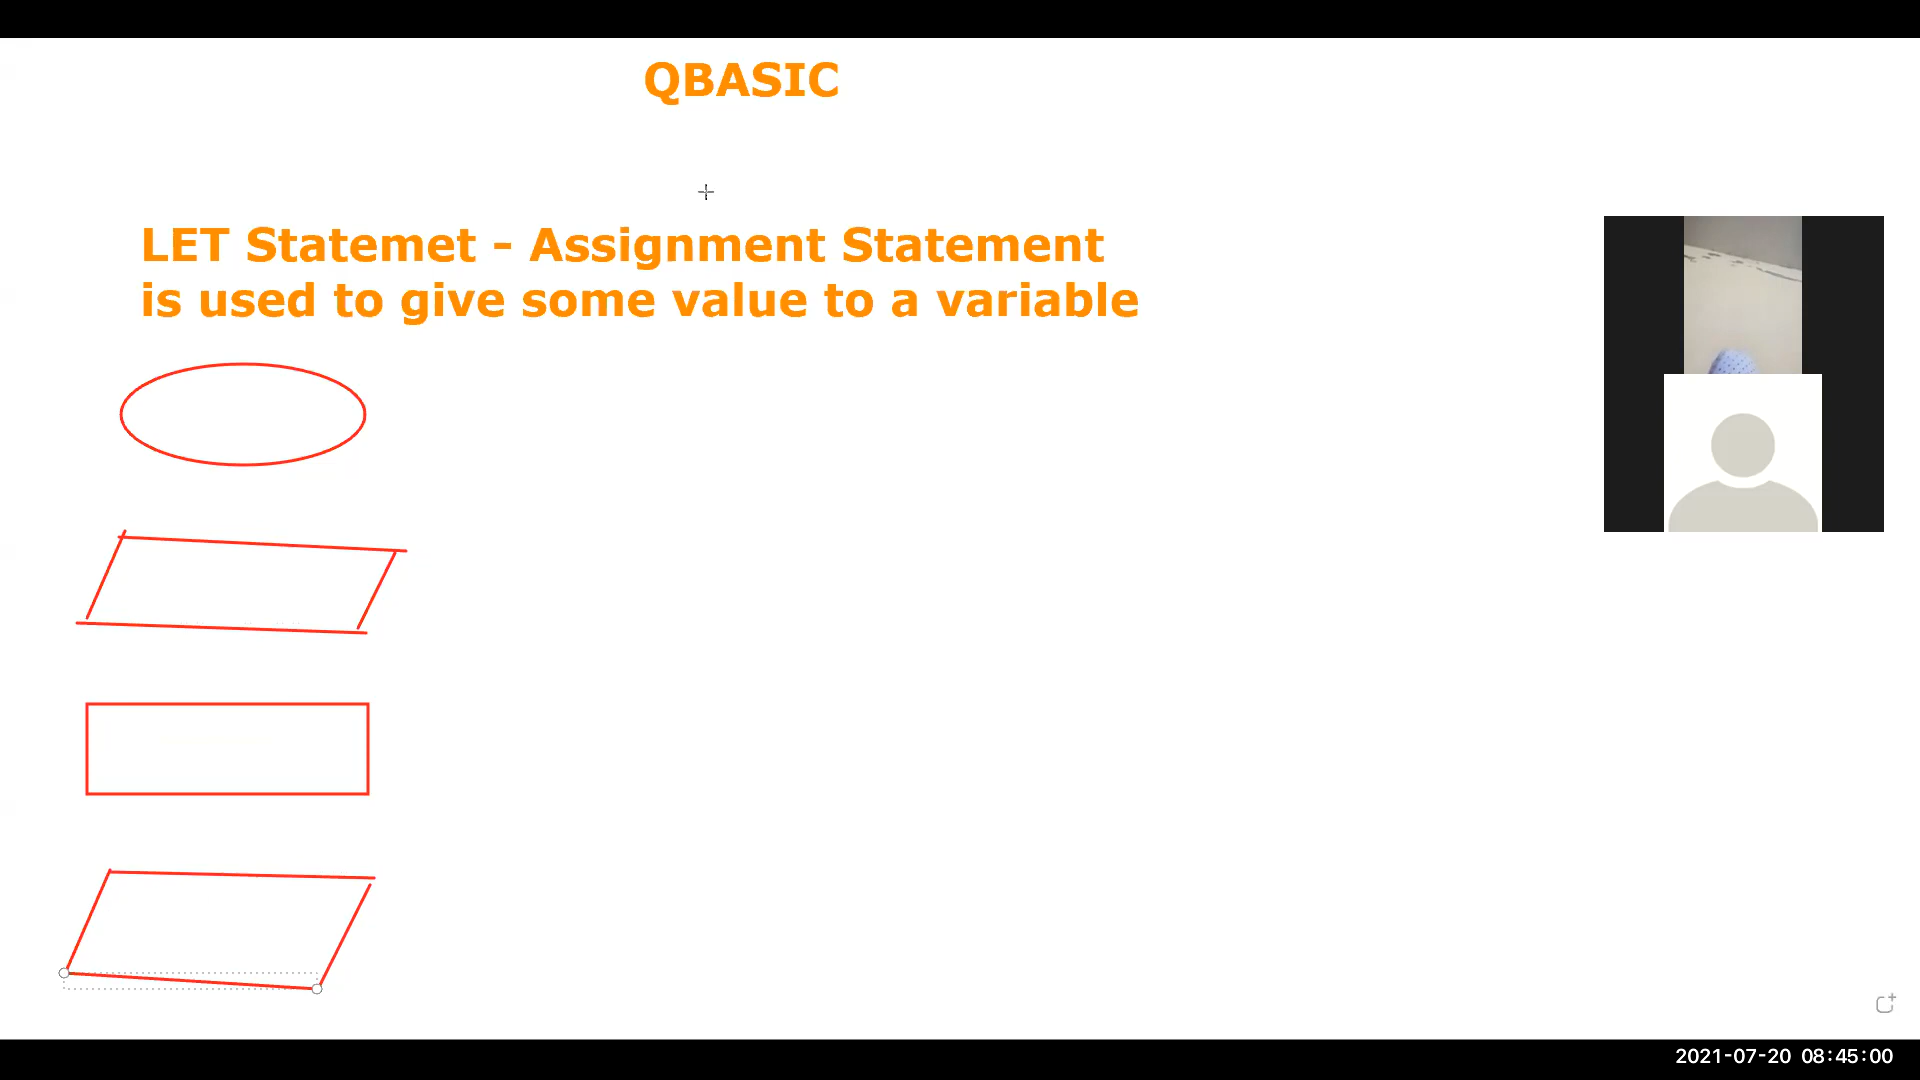 QBASIC
LET Statemet - Assignment Statement
is used to give some value to a variable
2021-07-20 08:45:00